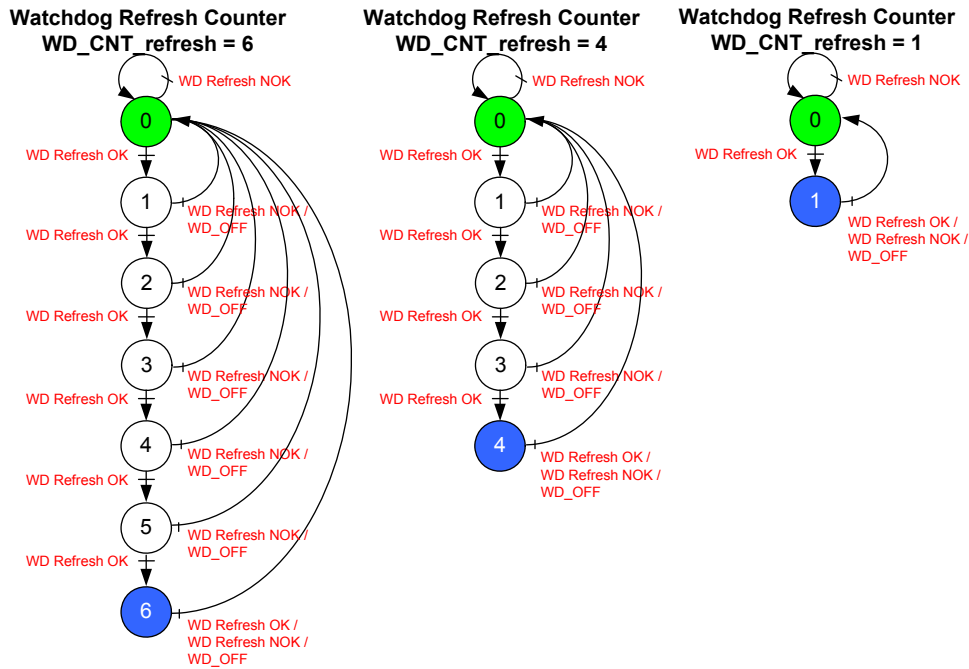 Watchdog Refresh Counter
WD_CNT_refresh = 6
WD Refresh NOK
0
WD Refresh OK
1
WD Refresh NOK /
WD_OFF
WD Refresh OK
2
WD Refresh NOK /
WD_OFF
WD Refresh OK
3
WD Refresh NOK /
WD_OFF
WD Refresh OK
4
WD Refresh NOK /
WD_OFF
WD Refresh OK
5
WD Refresh NOK /
WD_OFF
WD Refresh OK
6
WD Refresh OK /
WD Refresh NOK /
WD_OFF
Watchdog Refresh Counter
WD_CNT_refresh = 4
WD Refresh NOK
0
WD Refresh OK
1
WD Refresh NOK /
WD_OFF
WD Refresh OK
2
WD Refresh NOK /
WD_OFF
WD Refresh OK
3
WD Refresh NOK /
WD_OFF
WD Refresh OK
4
WD Refresh OK /
WD Refresh NOK /
WD_OFF
Watchdog Refresh Counter
WD_CNT_refresh = 1
WD Refresh NOK
0
WD Refresh OK
1
WD Refresh OK /
WD Refresh NOK /
WD_OFF